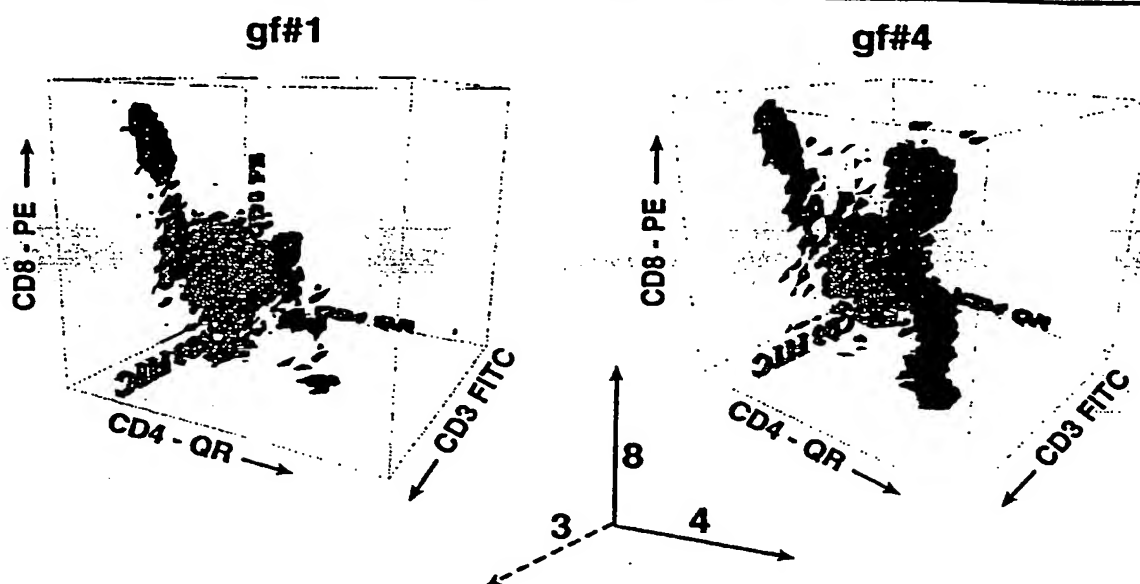 gf#1
CD8 - PE
CD4 - QR
CD3 FITC
gf#4
CD8 - PE
CD4 - QR
CD3 FITC
8
3
4